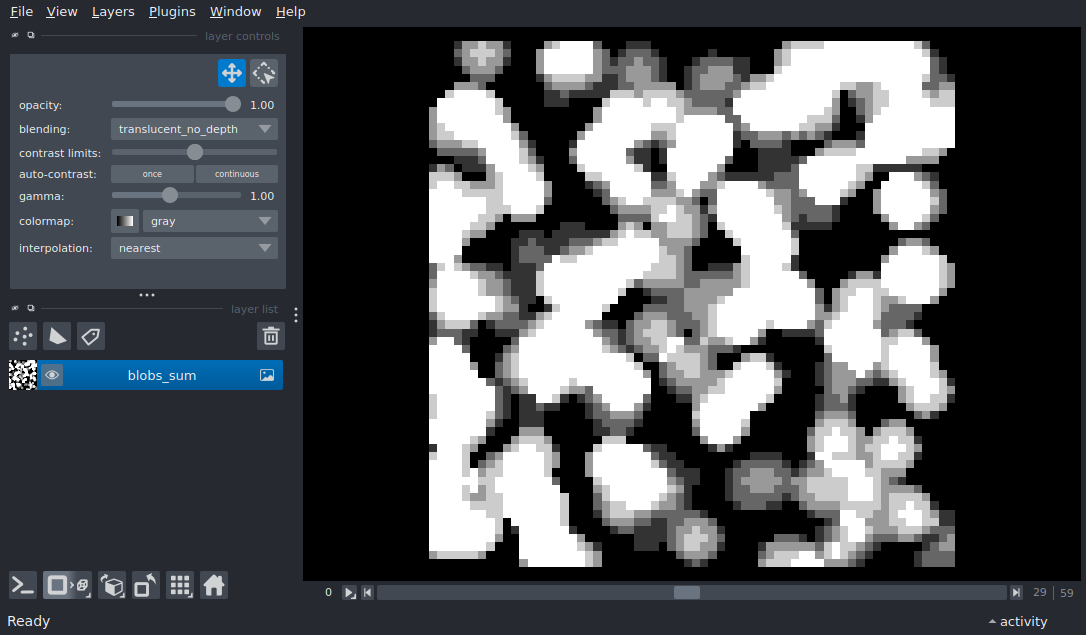 File View Layers Plugins Window Help
layer controls
opacity: 1.00
blending: translucent_no_depth
contrast limits:
auto-contrast: once continuous
gamma: 1.00
colormap: gray
interpolation: nearest
layer list
blobs_sum
0 29 59
Ready activity